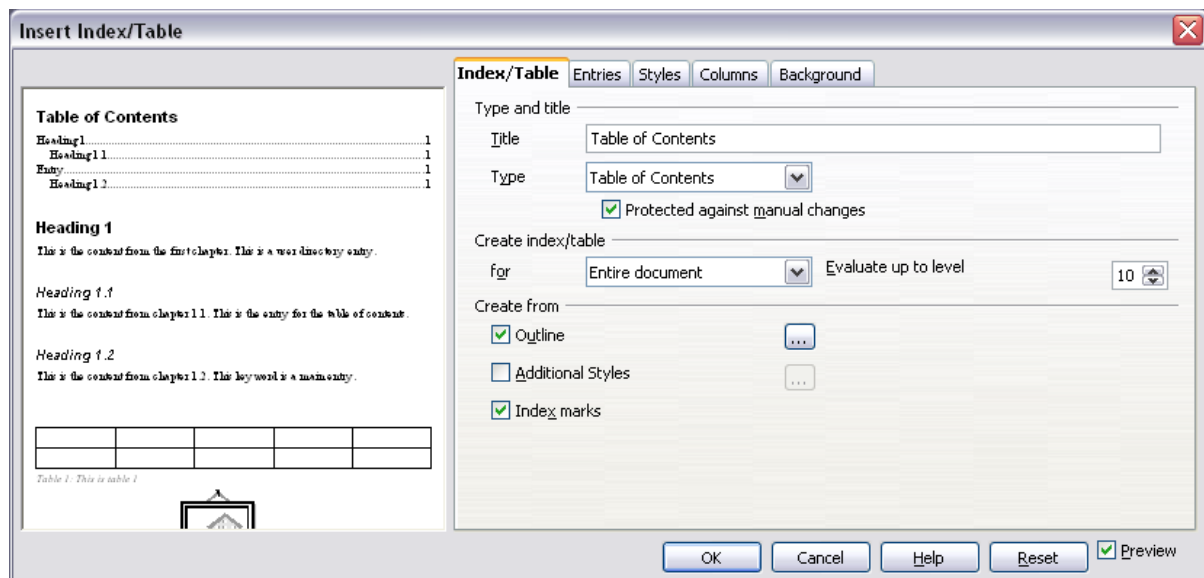 Insert Index/Table
Index/Table Entries Styles Columns Background
Table of Contents
Heading 1 1
Heading 1.1 1
Entry 1
Heading 1.2 1
Heading 1
This is the content from the first chapter. This is a user directory entry.
Heading 1.1
This is the content from chapter 1.1. This is the entry for the table of contents.
Heading 1.2
This is the content from chapter 1.2. This keyword is a main entry.
Table 1: This is table 1
Type and title
Title Table of Contents
Type Table of Contents
Protected against manual changes
Create index/table
for Entire document Evaluate up to level 10
Create from
Outline ...
Additional Styles ...
Index marks
OK Cancel Help Reset Preview